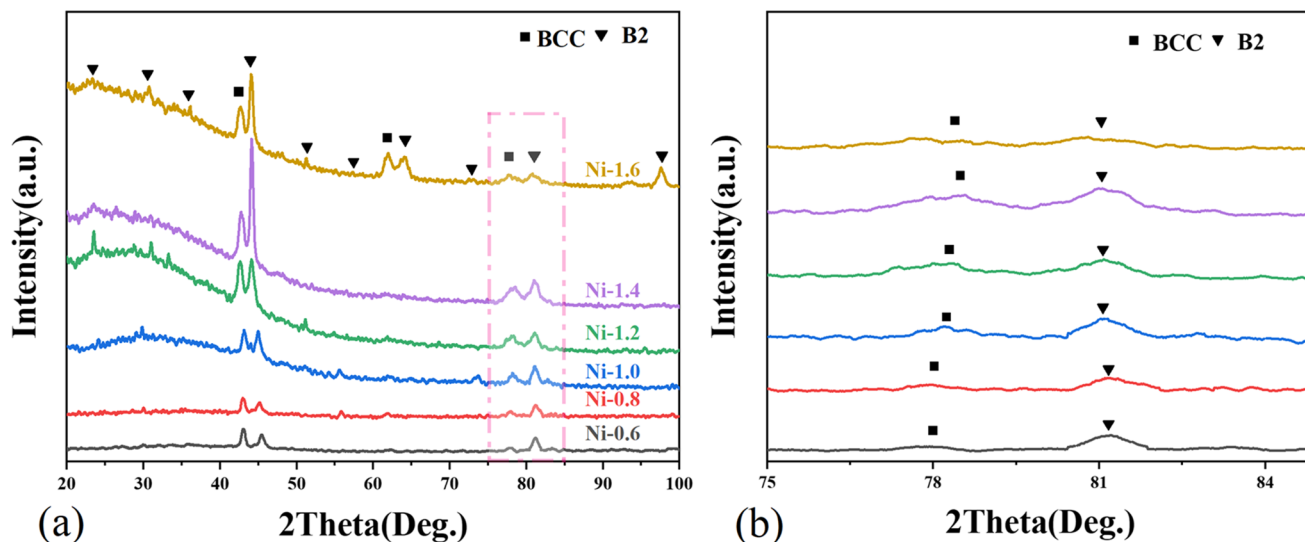 Intensity(a.u.)
■ BCC ▼ B2
Ni-1.6
Ni-1.4
Ni-1.2
Ni-1.0
Ni-0.8
Ni-0.6
20 30 40 50 60 70 80 90 100
2Theta(Deg.)
(a)
Intensity(a.u.)
■ BCC ▼ B2
75 78 81 84
2Theta(Deg.)
(b)